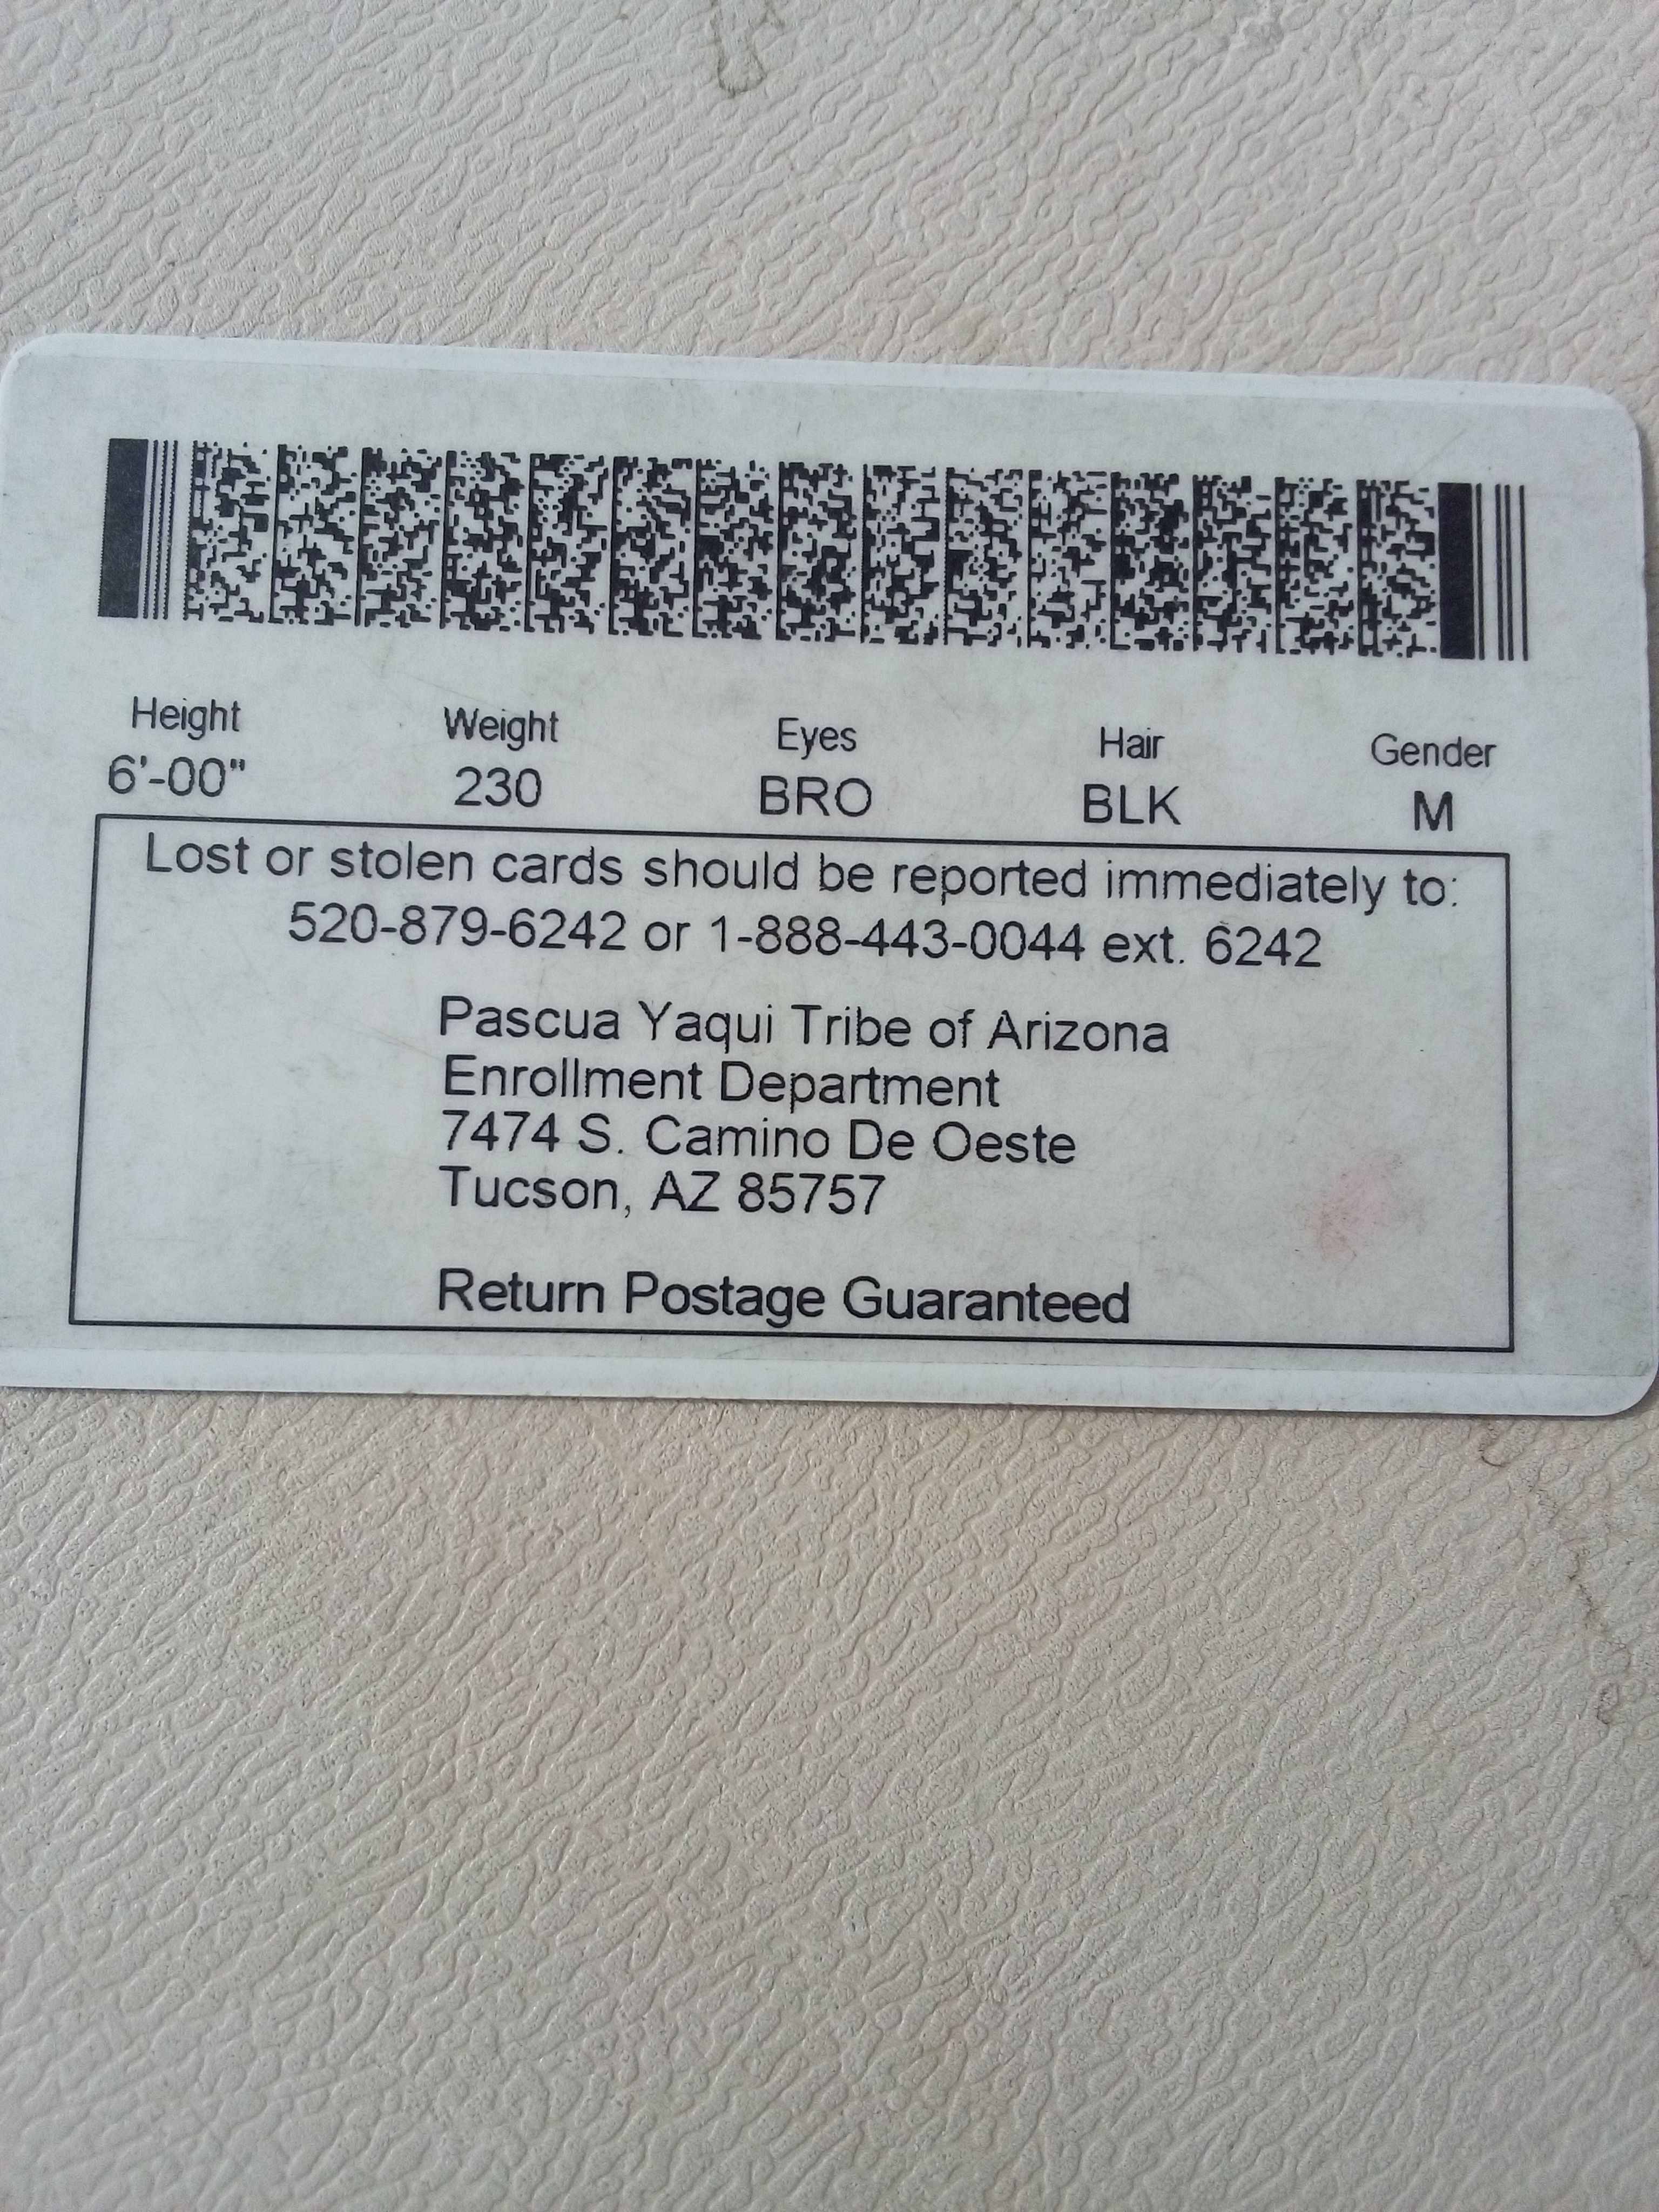 Height Weight Eyes Hair Gender
6'-00" 230 BRO BLK M
Lost or stolen cards should be reported immediately to:
520-879-6242 or 1-888-443-0044 ext. 6242
Pascua Yaqui Tribe of Arizona
Enrollment Department
7474 S. Camino De Oeste
Tucson, AZ 85757
Return Postage Guaranteed